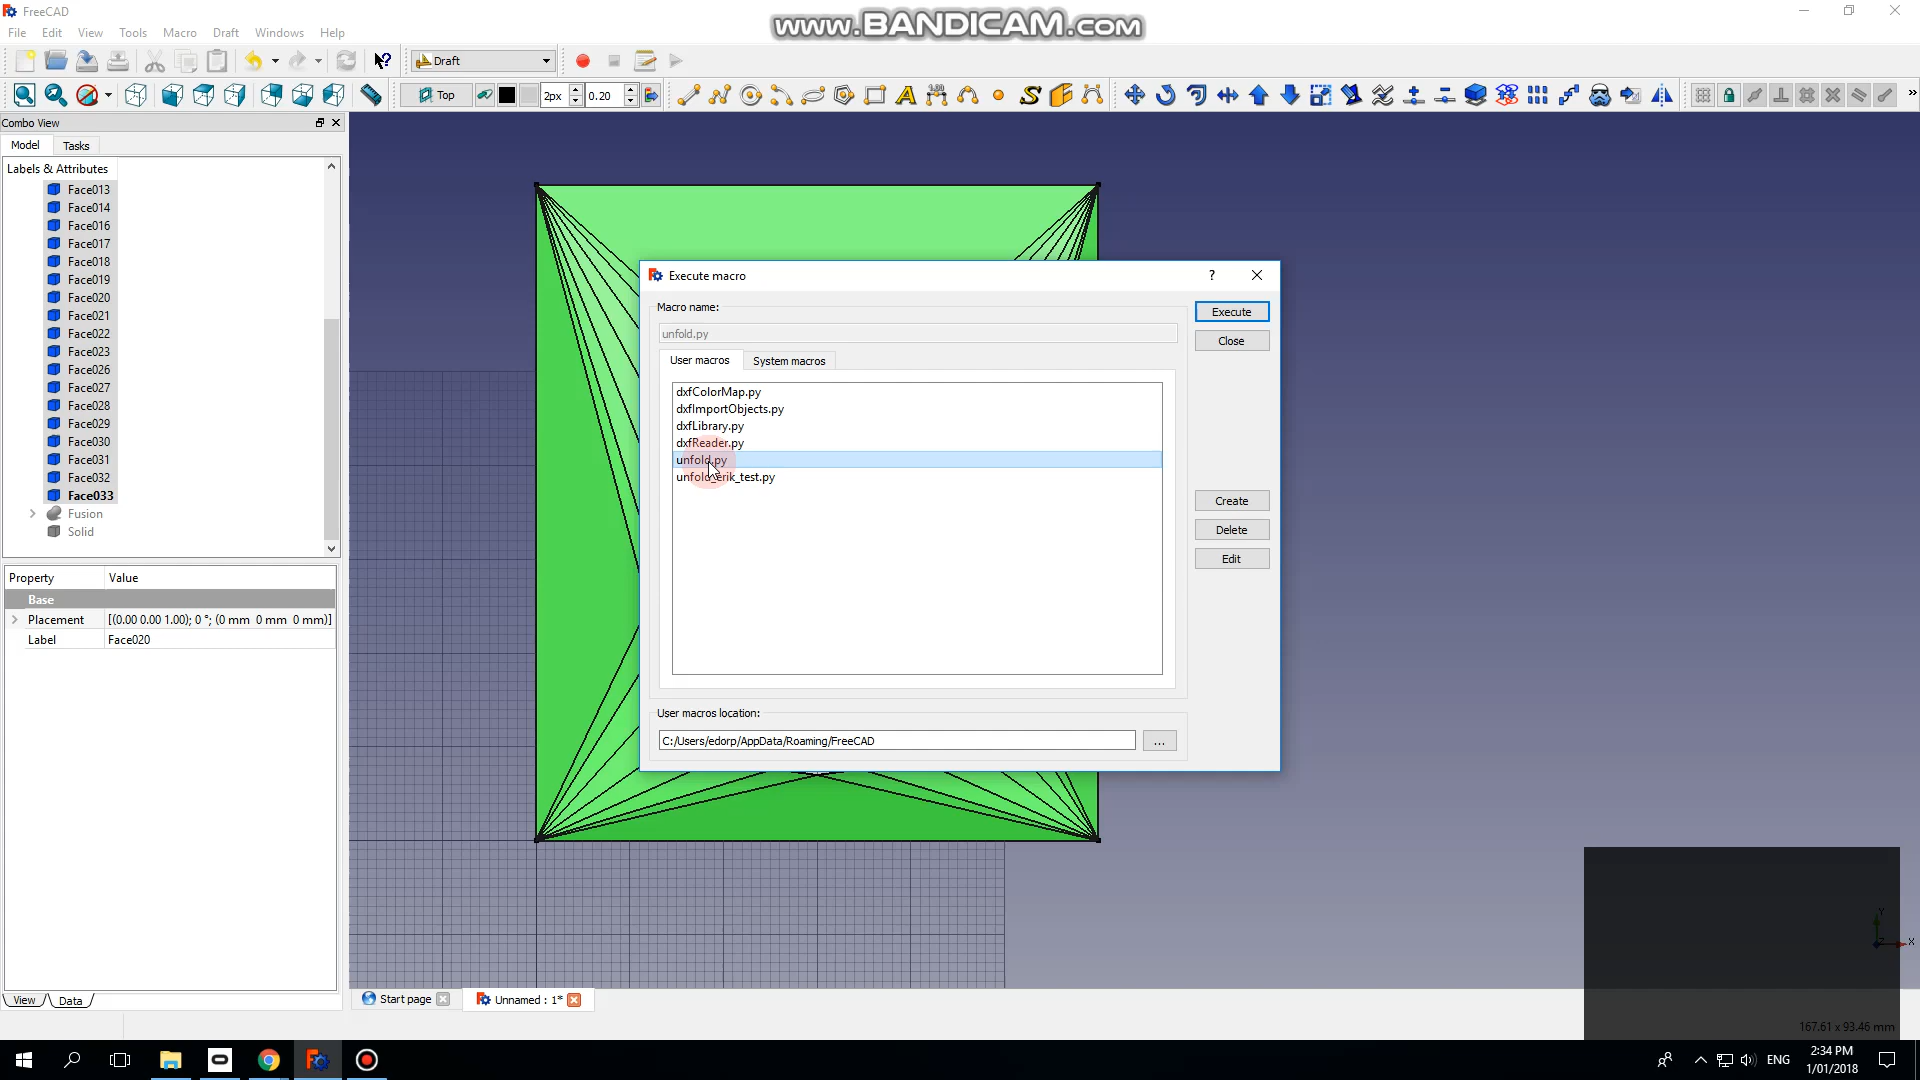 FreeCAD
www.BANDICAM.com
File Edit View Tools Macro Draft Windows Help
Draft
Top
2px
0.20
Combo View
Model
Tasks
Labels & Attributes
Face013
Face014
Face016
Face017
Face018
Face019
Face020
Face021
Face022
Face023
Face026
Face027
Face028
Face029
Face030
Face031
Face032
Face033
Fusion
Solid
Property Value
Base
Placement [(0.00 0.00 1.00); 0 °; (0 mm 0 mm 0 mm)]
Label Face020
View
Data
Execute macro
?
Macro name:
unfold.py
User macros
System macros
dxfColorMap.py
dxfImportObjects.py
dxfLibrary.py
dxfReader.py
unfold.py
unfold_erik_test.py
Execute
Close
Create
Delete
Edit
User macros location:
C:/Users/edorp/AppData/Roaming/FreeCAD
...
Start page
Unnamed : 1*
Y
Z
X
167.61 x 93.46 mm
ENG
2:34 PM
1/01/2018